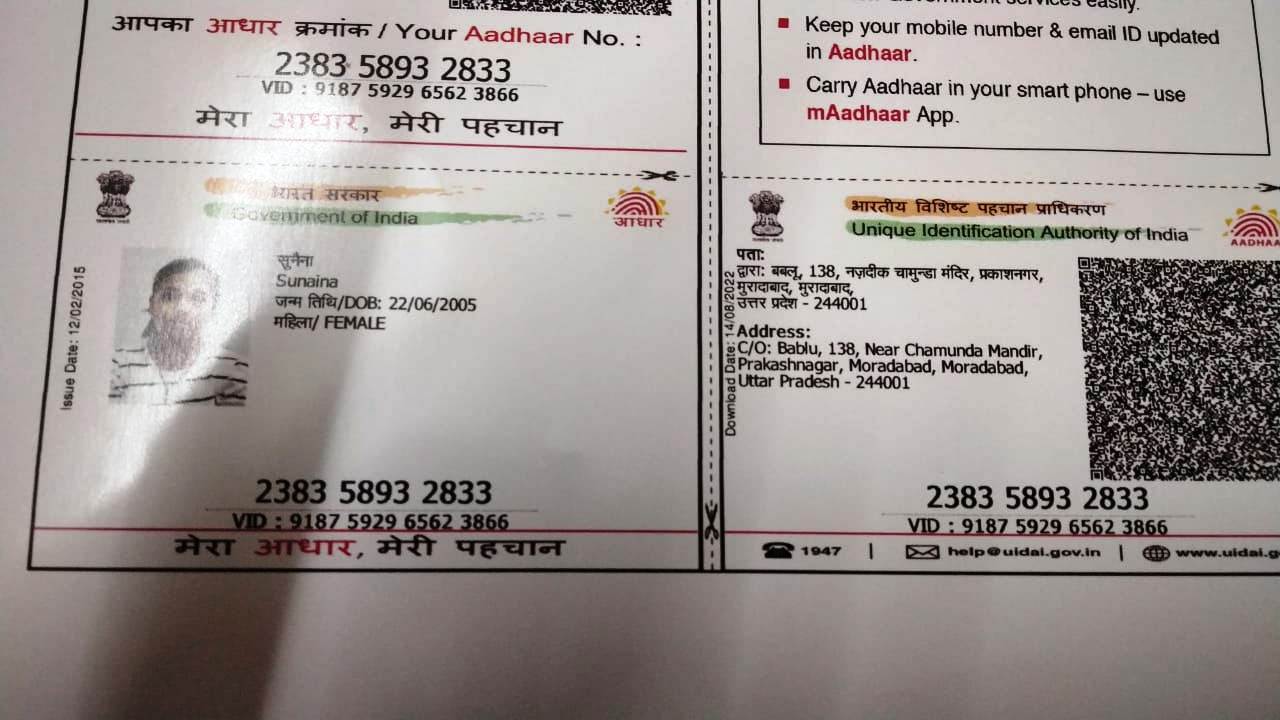 services easily.
आपका आधार क्रमांक / Your Aadhaar No. :
2383 5893 2833
VID : 9187 5929 6562 3866
मेरा आधार, मेरी पहचान
Keep your mobile number & email ID updated
in Aadhaar.
Carry Aadhaar in your smart phone – use
mAadhaar App.
भारत सरकार
Government of India
आधार
Issue Date: 12/02/2015
सूनैना
Sunaina
जन्म तिथि/DOB: 22/06/2005
महिला/ FEMALE
2383 5893 2833
VID : 9187 5929 6562 3866
मेरा आधार, मेरी पहचान
भारतीय विशिष्ट पहचान प्राधिकरण
Unique Identification Authority of India
AADHAA
Download Date: 14/08/2022
पता:
द्वारा: बबलू, 138, नज़दीक चामुन्डा मंदिर, प्रकाशनगर,
मुरादाबाद, मुरादाबाद,
उत्तर प्रदेश - 244001
Address:
C/O: Bablu, 138, Near Chamunda Mandir,
Prakashnagar, Moradabad, Moradabad,
Uttar Pradesh - 244001
2383 5893 2833
VID : 9187 5929 6562 3866
1947 | help@uidai.gov.in | www.uidai.g